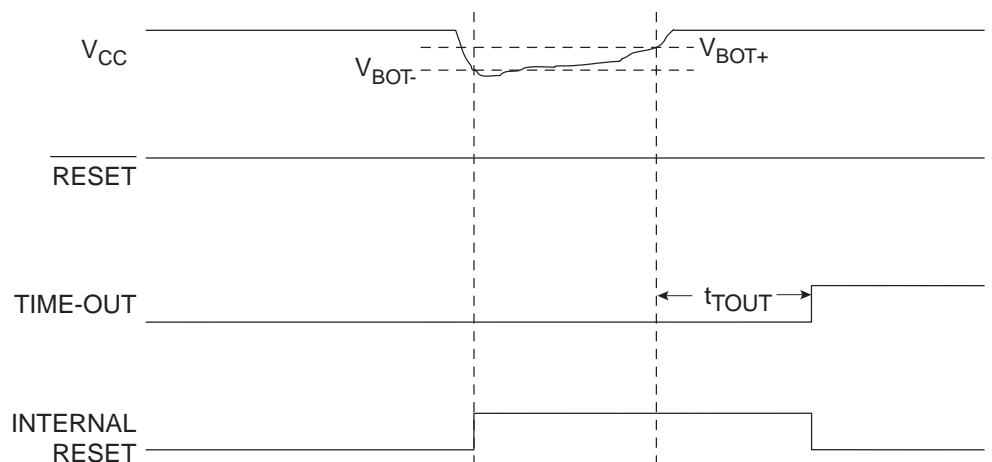 VCC
VBOT-
VBOT+
RESET
TIME-OUT
tTOUT
INTERNAL
RESET